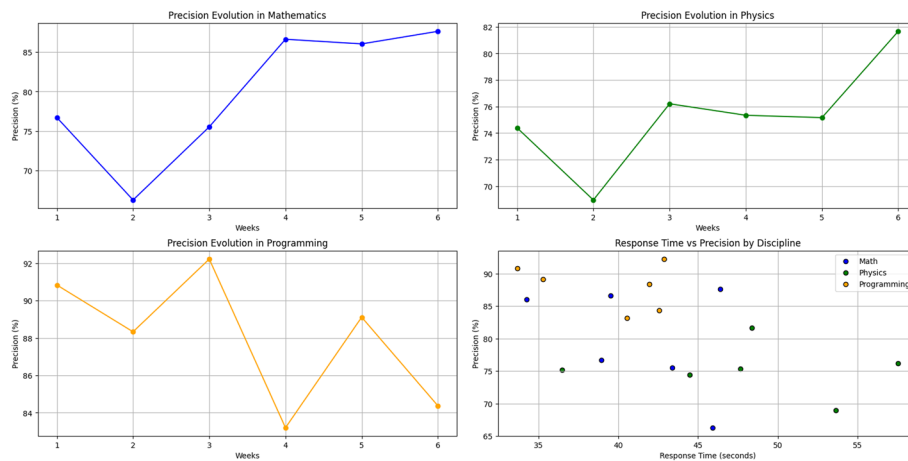 Precision Evolution in Mathematics
Precision (%)
85
80
75
70
1 2 3 4 5 6
Weeks
Precision Evolution in Physics
Precision (%)
82
80
78
76
74
72
70
1 2 3 4 5 6
Weeks
Precision Evolution in Programming
Precision (%)
92
90
88
86
84
1 2 3 4 5 6
Weeks
Response Time vs Precision by Discipline
Math
Physics
Programming
Precision (%)
90
85
80
75
70
65
35 40 45 50 55
Response Time (seconds)